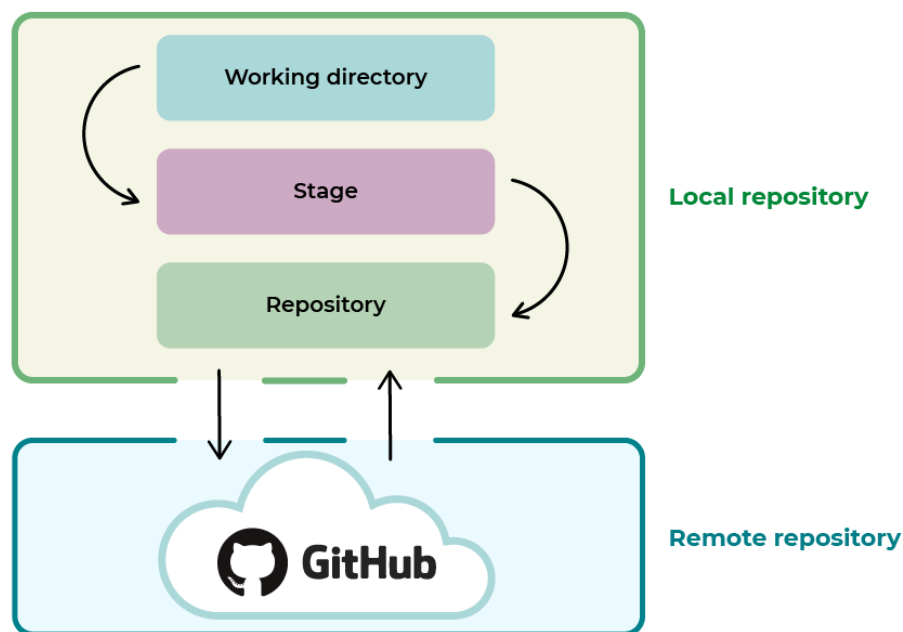 Working directory
Stage
Local repository
Repository
GitHub
Remote repository